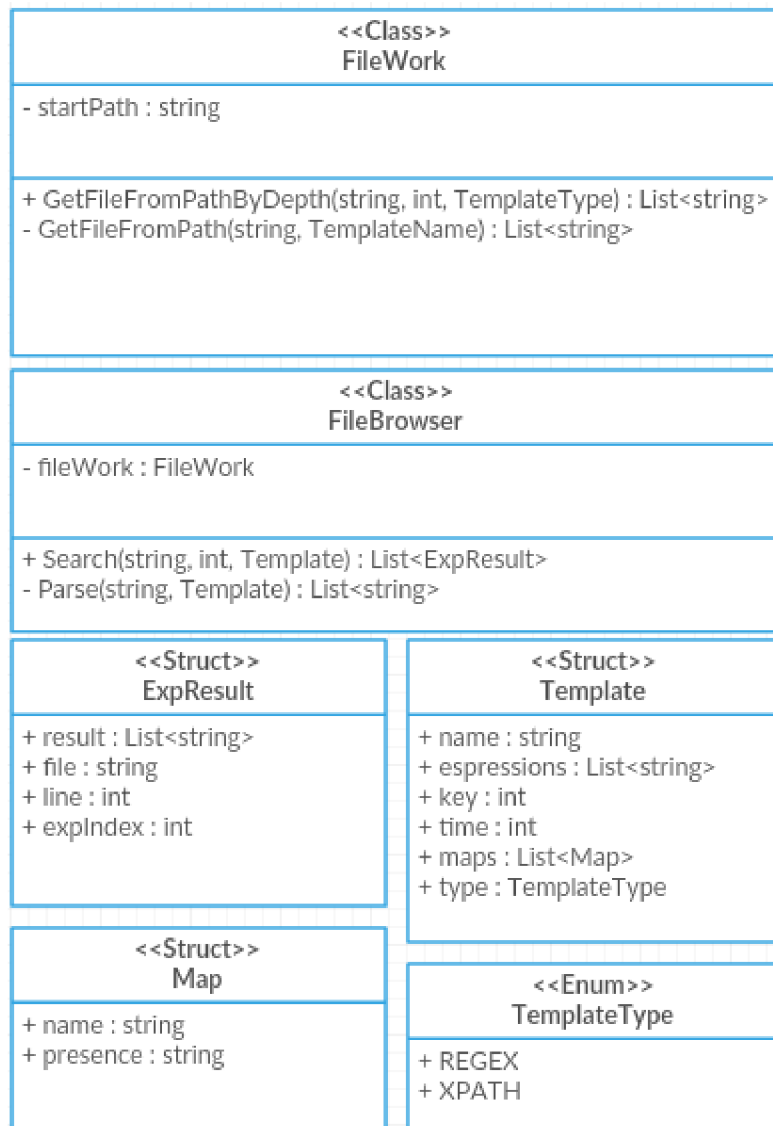 <<Class>>
FileWork
- startPath : string
+ GetFileFromPathByDepth(string, int, TemplateType) : List<string>
- GetFileFromPath(string, TemplateName) : List<string>
<<Class>>
FileBrowser
- fileWork : FileWork
+ Search(string, int, Template) : List<ExpResult>
- Parse(string, Template) : List<string>
<<Struct>>
ExpResult
+ result : List<string>
+ file : string
+ line : int
+ expIndex : int
<<Struct>>
Template
+ name : string
+ espressions : List<string>
+ key : int
+ time : int
+ maps : List<Map>
+ type : TemplateType
<<Struct>>
Map
+ name : string
+ presence : string
<<Enum>>
TemplateType
+ REGEX
+ XPATH